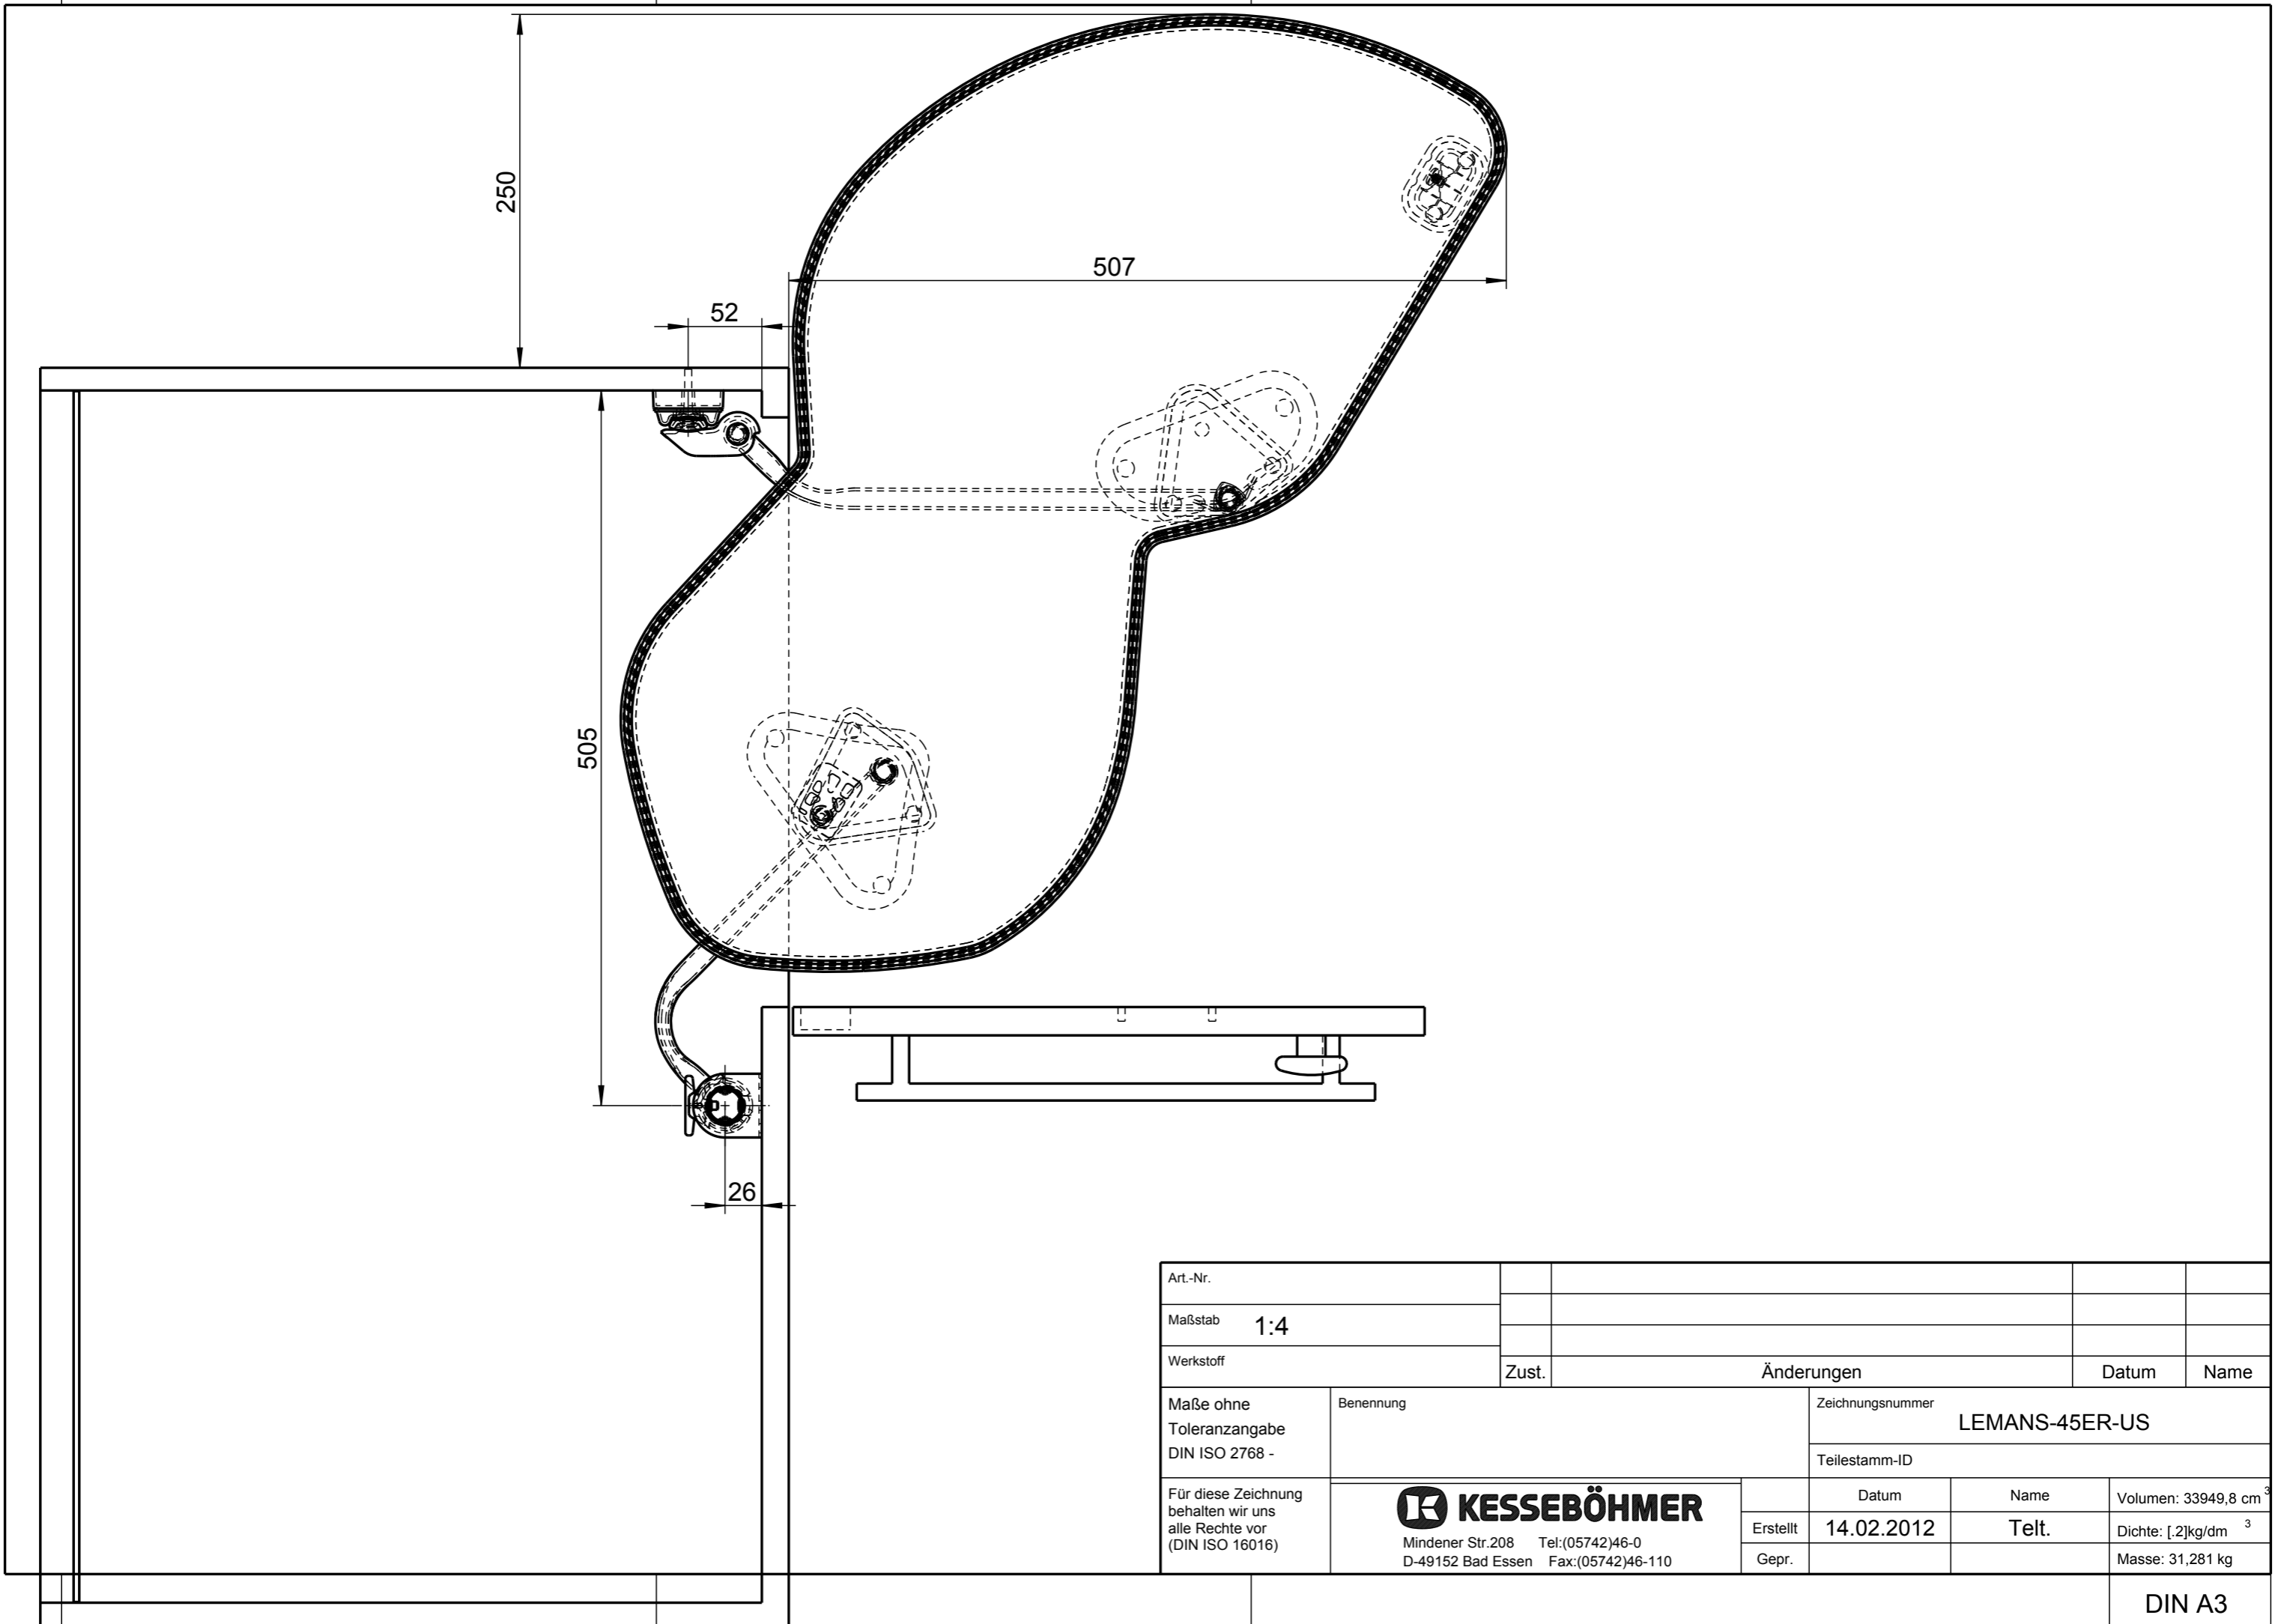 250
507
52
505
26
Art.-Nr.
Maßstab 1:4
Werkstoff
Zust. Änderungen Datum Name
Maße ohne
Toleranzangabe
DIN ISO 2768 -
Benennung
Zeichnungsnummer
LEMANS-45ER-US
Teilestamm-ID
Für diese Zeichnung
behalten wir uns
alle Rechte vor
(DIN ISO 16016)
KESSEBÖHMER
Mindener Str.208 Tel:(05742)46-0
D-49152 Bad Essen Fax:(05742)46-110
Datum Name Volumen: 33949,8 cm 3
Erstellt 14.02.2012 Telt. Dichte: [.2]kg/dm 3
Gepr. Masse: 31,281 kg
DIN A3